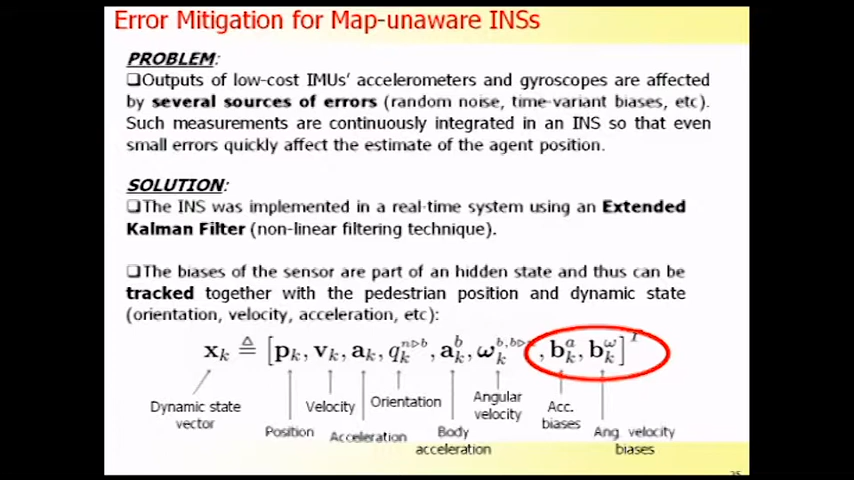 Error Mitigation for Map-unaware INSs
PROBLEM:
❑Outputs of low-cost IMUs' accelerometers and gyroscopes are affected
by several sources of errors (random noise, time-variant biases, etc).
Such measurements are continuously integrated in an INS so that even
small errors quickly affect the estimate of the agent position.
SOLUTION:
❑The INS was implemented in a real-time system using an Extended
Kalman Filter (non-linear filtering technique).
❑The biases of the sensor are part of an hidden state and thus can be
tracked together with the pedestrian position and dynamic state
(orientation, velocity, acceleration, etc):
x_k ≜ [p_k, v_k, a_k, q_k^{n▷b}, a_k^b, ω_k^{b,b▷}, b_k^a, b_k^ω]^T
Dynamic state
vector
Position
Velocity
Acceleration
Orientation
Body
acceleration
Angular
velocity
Acc.
biases
Ang velocity
biases